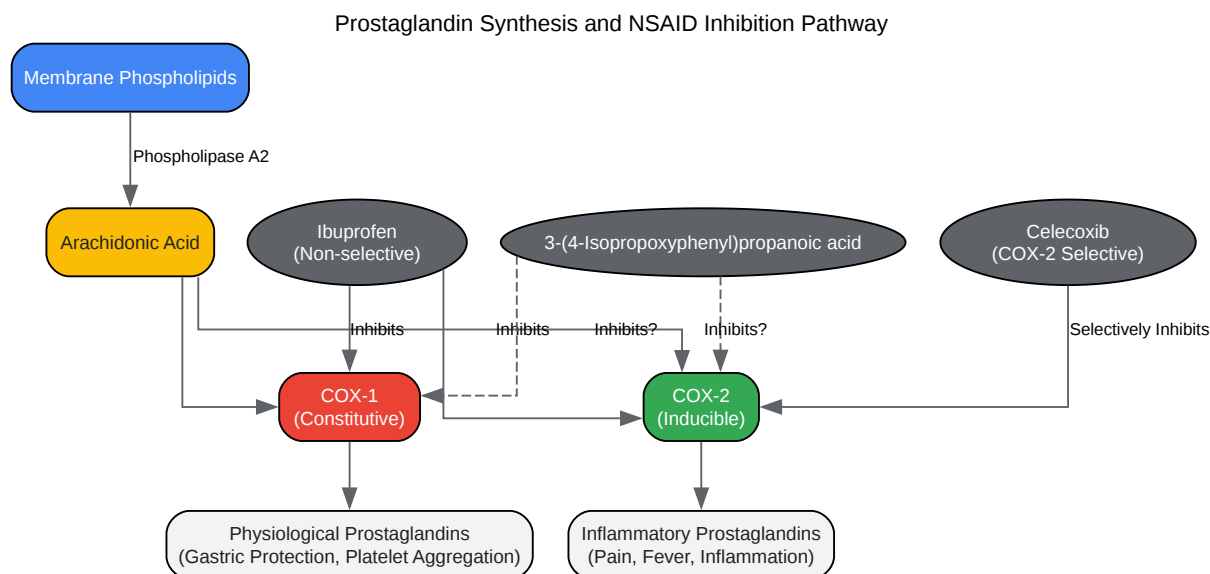 Prostaglandin Synthesis and NSAID Inhibition Pathway
Membrane Phospholipids
Phospholipase A2
Arachidonic Acid
Ibuprofen
(Non-selective)
3-(4-Isopropoxyphenyl)propanoic acid
Celecoxib
(COX-2 Selective)
Inhibits
Inhibits
Inhibits?
Inhibits?
Selectively Inhibits
COX-1
(Constitutive)
COX-2
(Inducible)
Physiological Prostaglandins
(Gastric Protection, Platelet Aggregation)
Inflammatory Prostaglandins
(Pain, Fever, Inflammation)